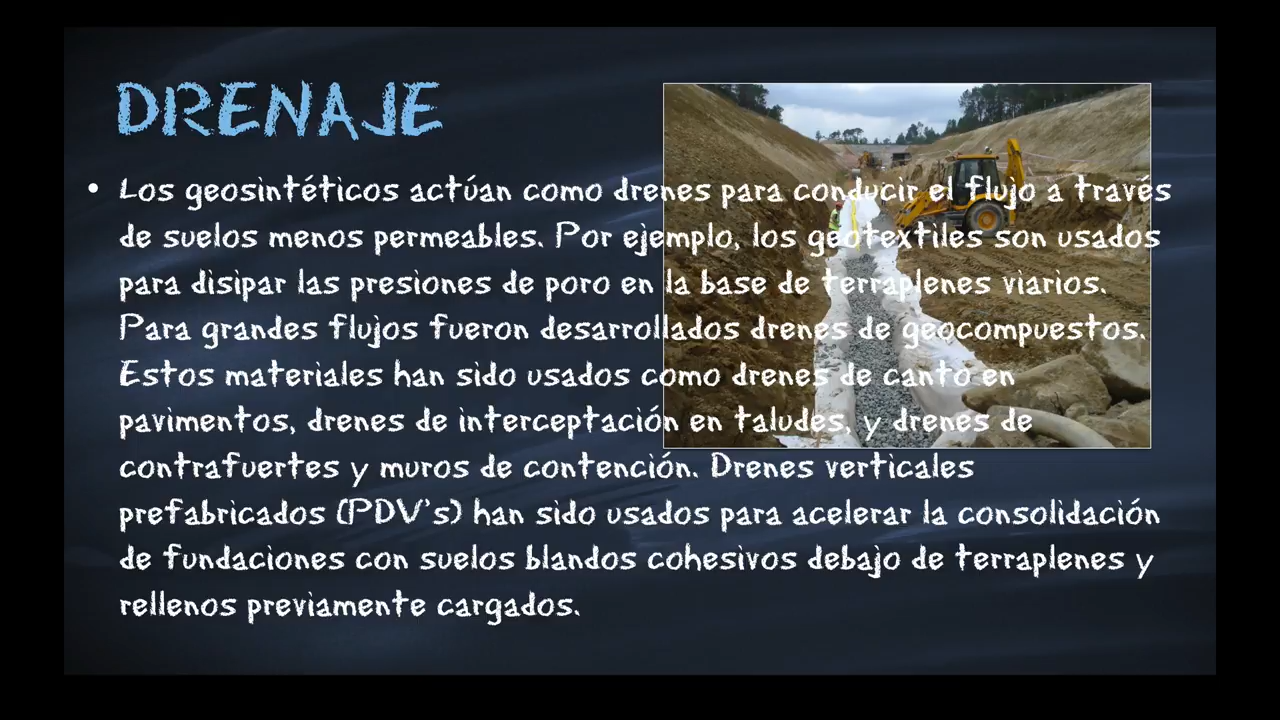 DRENAJE
• Los geosintéticos actúan como drenes para conducir el flujo a través
de suelos menos permeables. Por ejemplo, los geotextiles son usados
para disipar las presiones de poro en la base de terraplenes viarios.
Para grandes flujos fueron desarrollados drenes de geocompuestos.
Estos materiales han sido usados como drenes de canto en
pavimentos, drenes de interceptación en taludes, y drenes de
contrafuertes y muros de contención. Drenes verticales
prefabricados (PDV's) han sido usados para acelerar la consolidación
de fundaciones con suelos blandos cohesivos debajo de terraplenes y
rellenos previamente cargados.